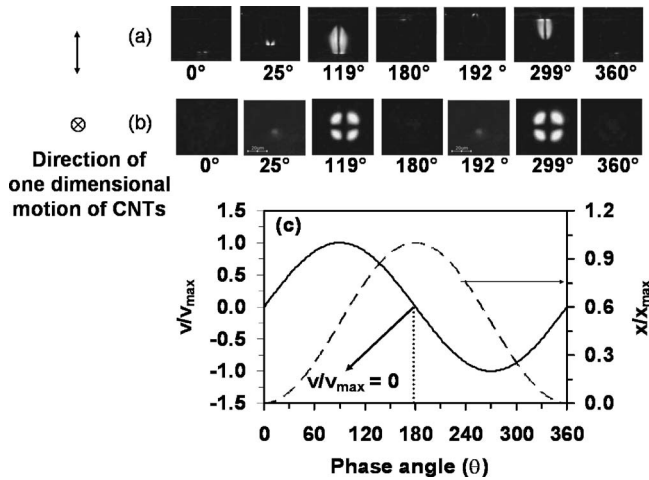 (a)
0° 25° 119° 180° 192° 299° 360°
(b)
0° 25° 119° 180° 192 ° 299° 360°
Direction of
one dimensional
motion of CNTs
(c)
1.5
1.0
0.5
0.0
-0.5
-1.0
-1.5
v/vmax
1.2
0.9
0.6
0.3
0.0
x/xmax
v/vmax = 0
0 60 120 180 240 300 360
Phase angle (θ)